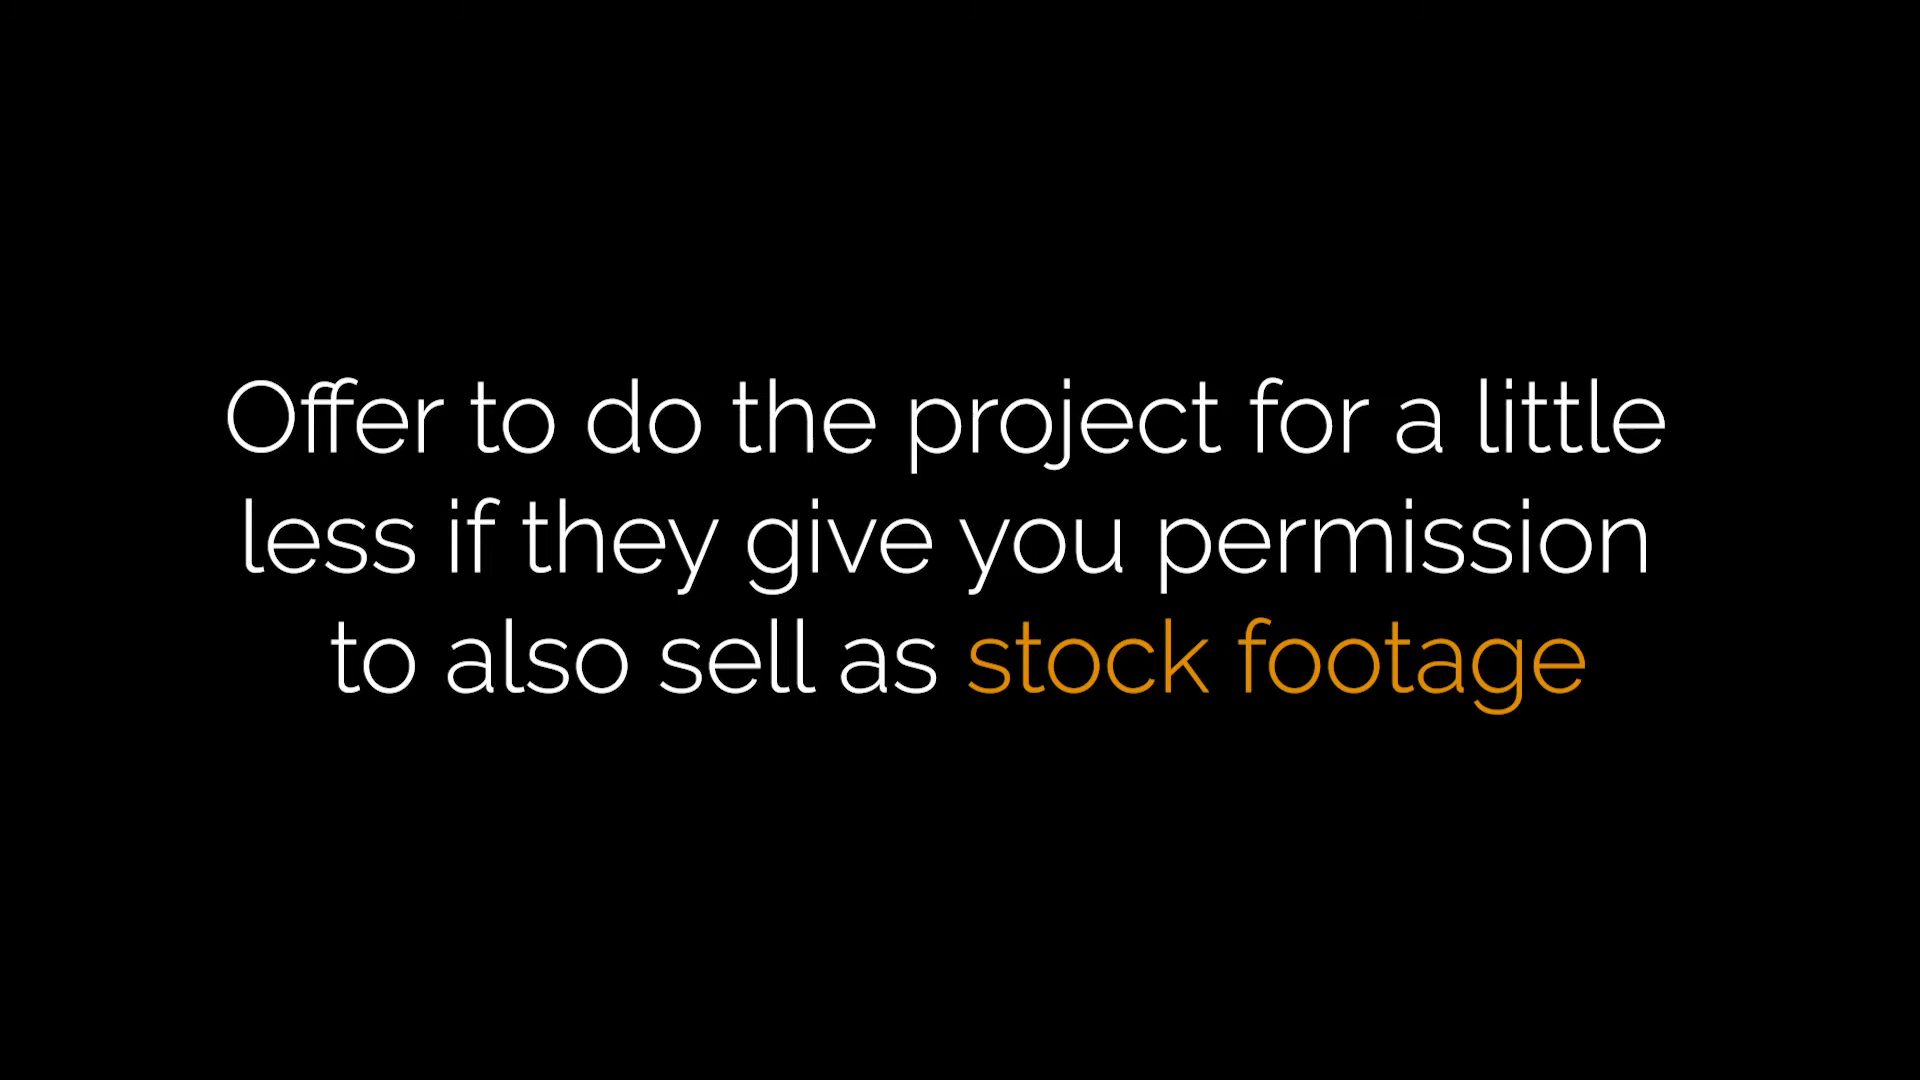 Offer to do the project for a little
less if they give you permission
to also sell as stock footage